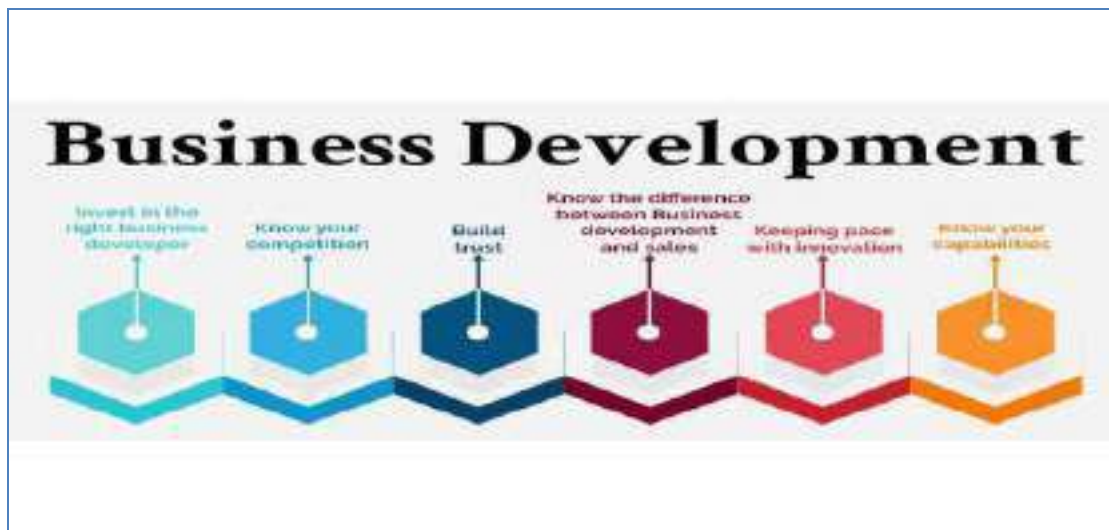 Business Development
Invest in the
right business
developer
Know your
competition
Build
trust
Know the difference
between Business
development
and sales
Keeping pace
with innovation
Know your
capabilities